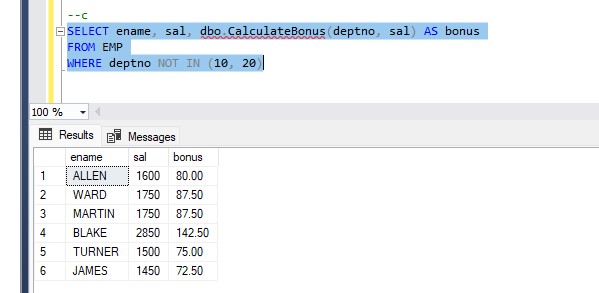 --c
SELECT ename, sal, dbo.CalculateBonus(deptno, sal) AS bonus
FROM EMP
WHERE deptno NOT IN (10, 20)
100 %
Results Messages
ename sal bonus
1 ALLEN 1600 80.00
2 WARD 1750 87.50
3 MARTIN 1750 87.50
4 BLAKE 2850 142.50
5 TURNER 1500 75.00
6 JAMES 1450 72.50